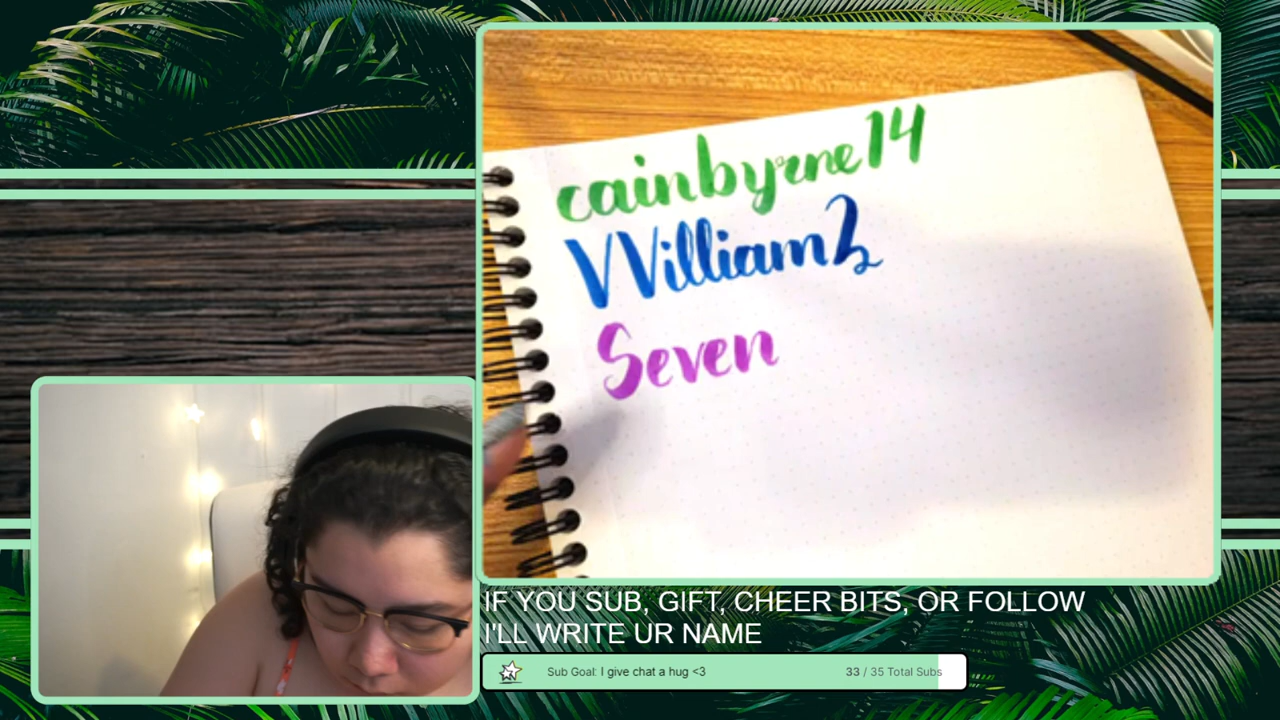 cainbyrne14
William2
Seven
IF YOU SUB, GIFT, CHEER BITS, OR FOLLOW
I'LL WRITE UR NAME
Sub Goal: I give chat a hug <3 33 / 35 Total Subs